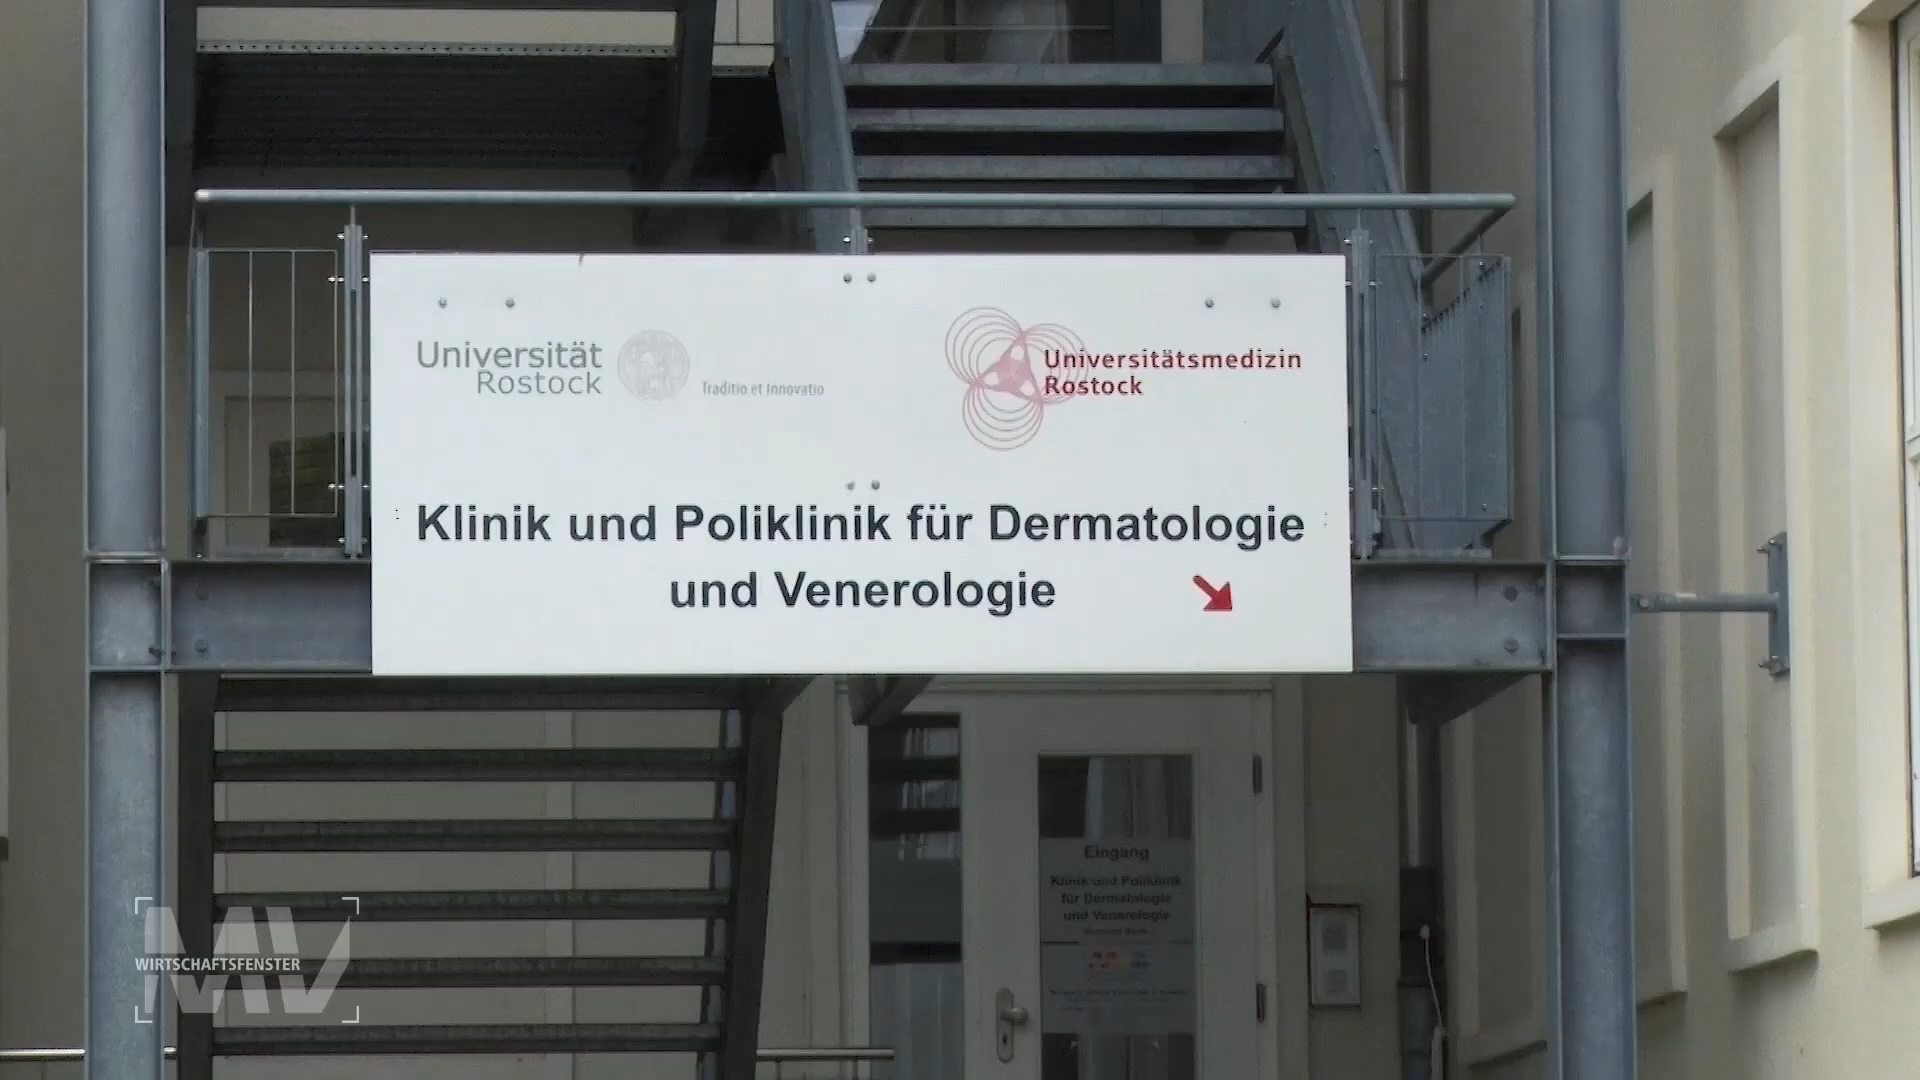 Universität
Rostock
Traditio et Innovatio
Universitätsmedizin
Rostock
Klinik und Poliklinik für Dermatologie
und Venerologie
Eingang
Klinik und Poliklinik
für Dermatologie
und Venerologie
MV
WIRTSCHAFTSFENSTER